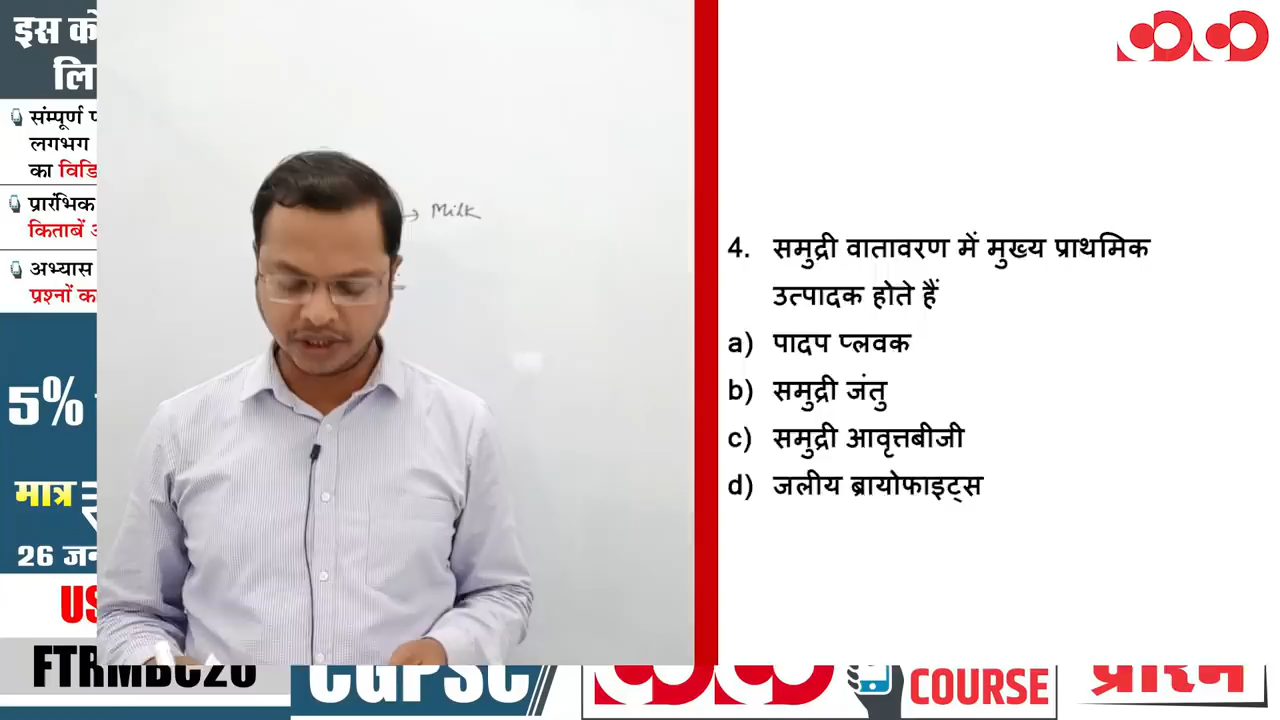 इस को
लि
संम्पूर्ण प
लगभग
का विडि
प्रारंभिक
किताबें अ
अभ्यास
प्रश्नों का
5%
मात्र
26 जन
US
FTRMBC20
Milk
4. समुद्री वातावरण में मुख्य प्राथमिक
उत्पादक होते हैं
a) पादप प्लवक
b) समुद्री जंतु
c) समुद्री आवृत्तबीजी
d) जलीय ब्रायोफाइट्स
CGPSC
COURSE